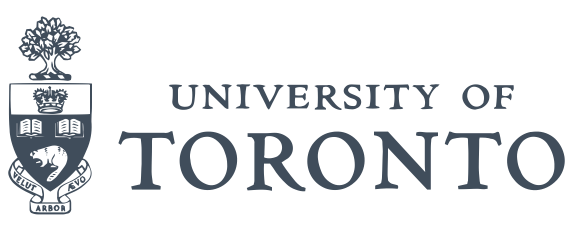 UNIVERSITY OF
TORONTO
VELUT
ARBOR
ÆVO